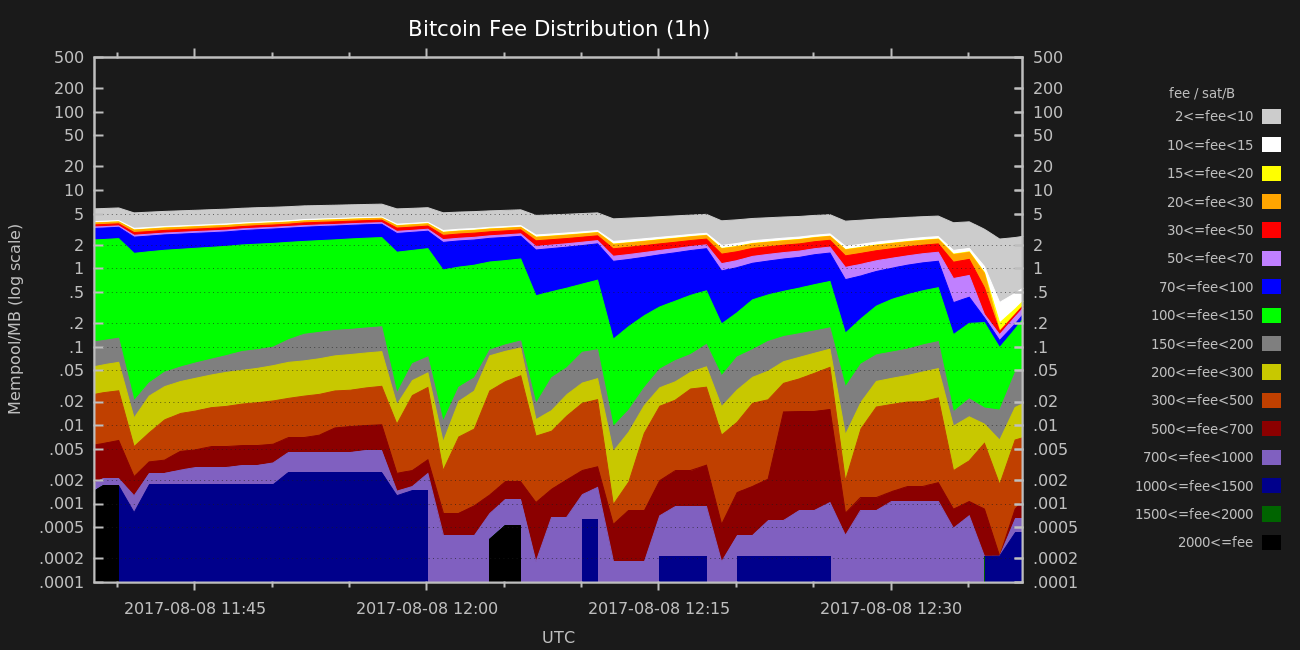 Bitcoin Fee Distribution (1h)
500 500
200 200
100 100
50 50
20 20
10 10
5 5
2 2
1 1
.5 .5
.2 .2
.1 .1
.05 .05
.02 .02
.01 .01
.005 .005
.002 .002
.001 .001
.0005 .0005
.0002 .0002
.0001 .0001
Mempool/MB (log scale)
2017-08-08 11:45 2017-08-08 12:00 2017-08-08 12:15 2017-08-08 12:30
UTC
fee / sat/B
2<=fee<10
10<=fee<15
15<=fee<20
20<=fee<30
30<=fee<50
50<=fee<70
70<=fee<100
100<=fee<150
150<=fee<200
200<=fee<300
300<=fee<500
500<=fee<700
700<=fee<1000
1000<=fee<1500
1500<=fee<2000
2000<=fee